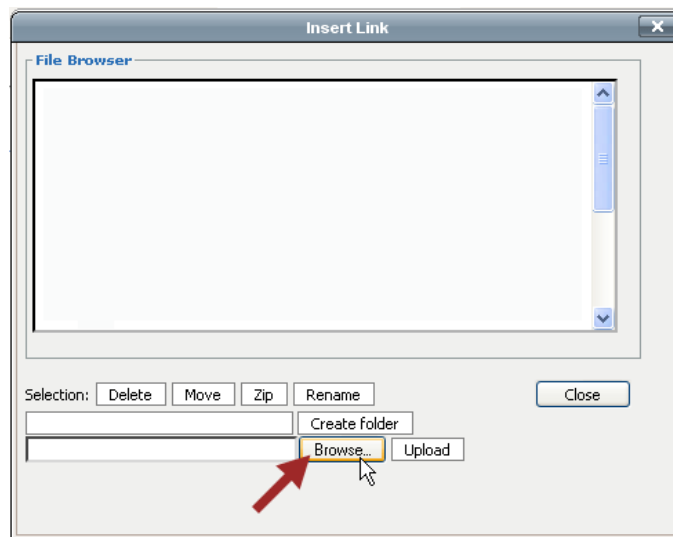 Insert Link
File Browser
Selection: Delete Move Zip Rename Close
Create folder
Browse... Upload